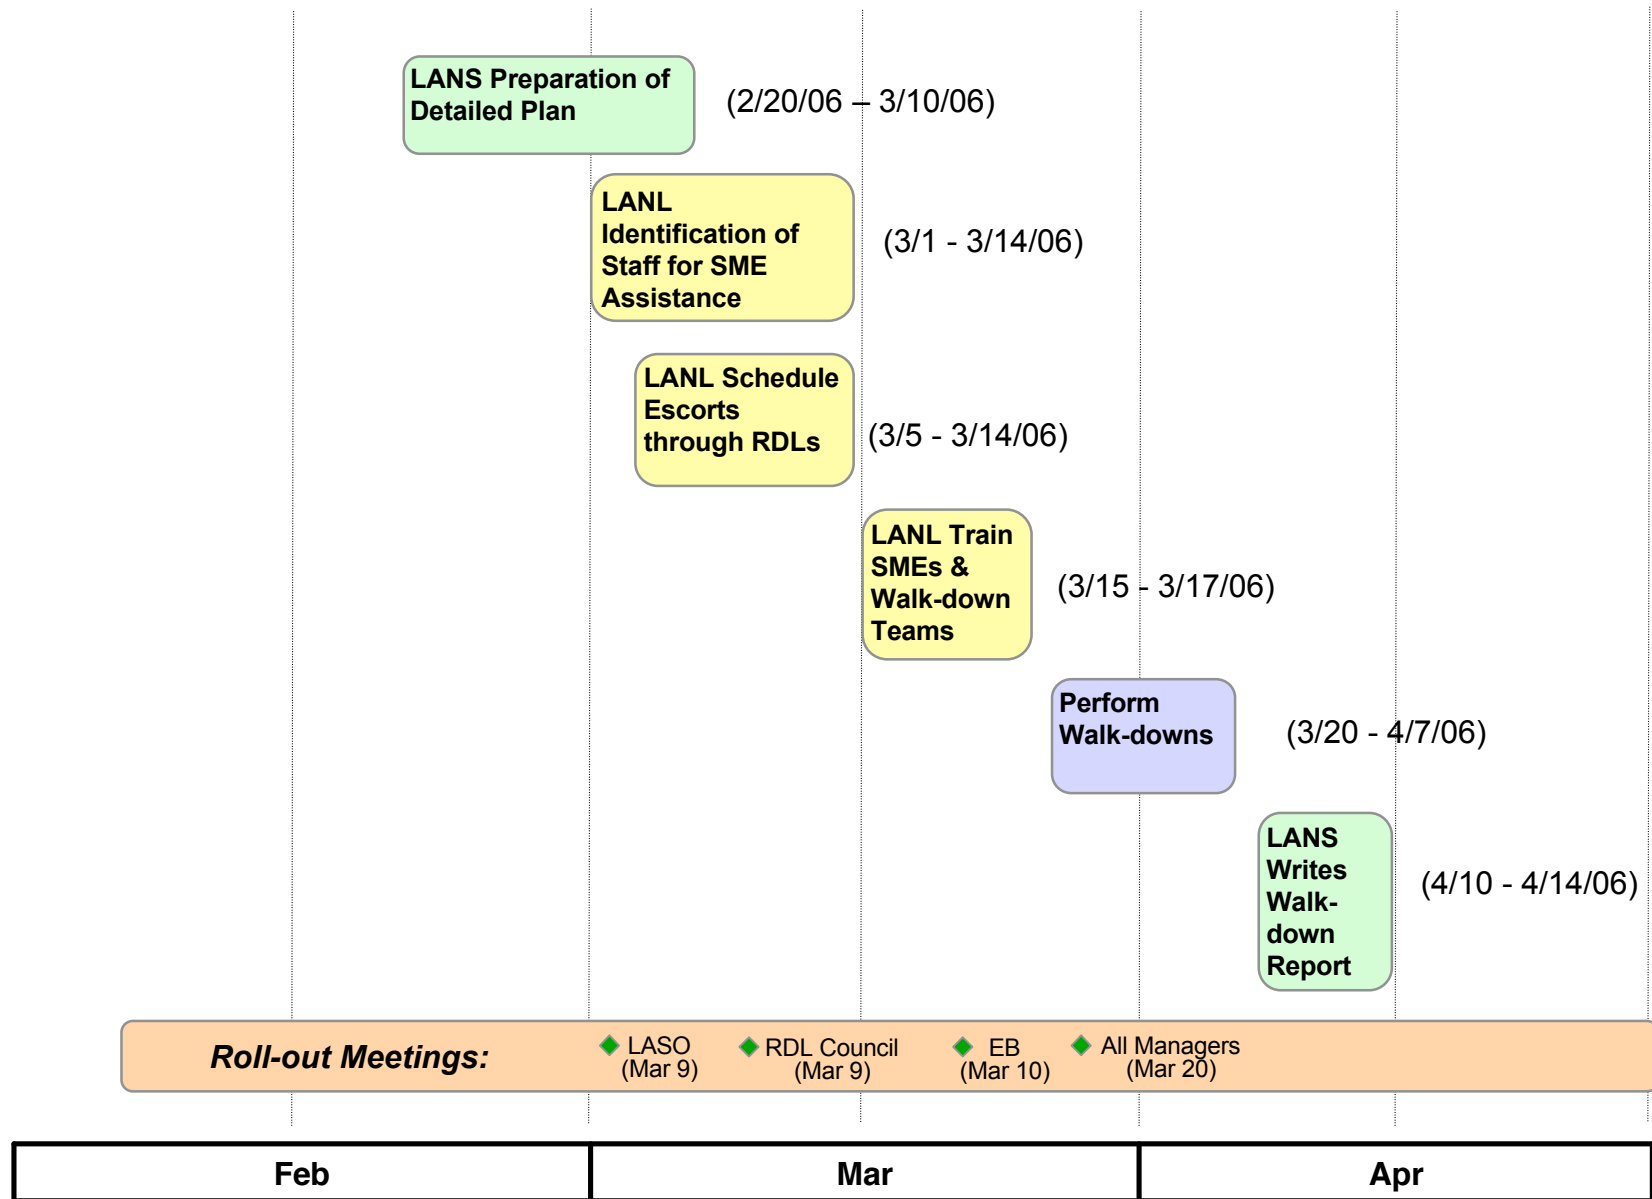 LANS Preparation of
Detailed Plan
(2/20/06 – 3/10/06)
LANL
Identification of
Staff for SME
Assistance
(3/1 - 3/14/06)
LANL Schedule
Escorts
through RDLs
(3/5 - 3/14/06)
LANL Train
SMEs &
Walk-down
Teams
(3/15 - 3/17/06)
Perform
Walk-downs
(3/20 - 4/7/06)
LANS
Writes
Walk-
down
Report
(4/10 - 4/14/06)
Roll-out Meetings:
LASO
(Mar 9)
RDL Council
(Mar 9)
EB
(Mar 10)
All Managers
(Mar 20)
Feb
Mar
Apr